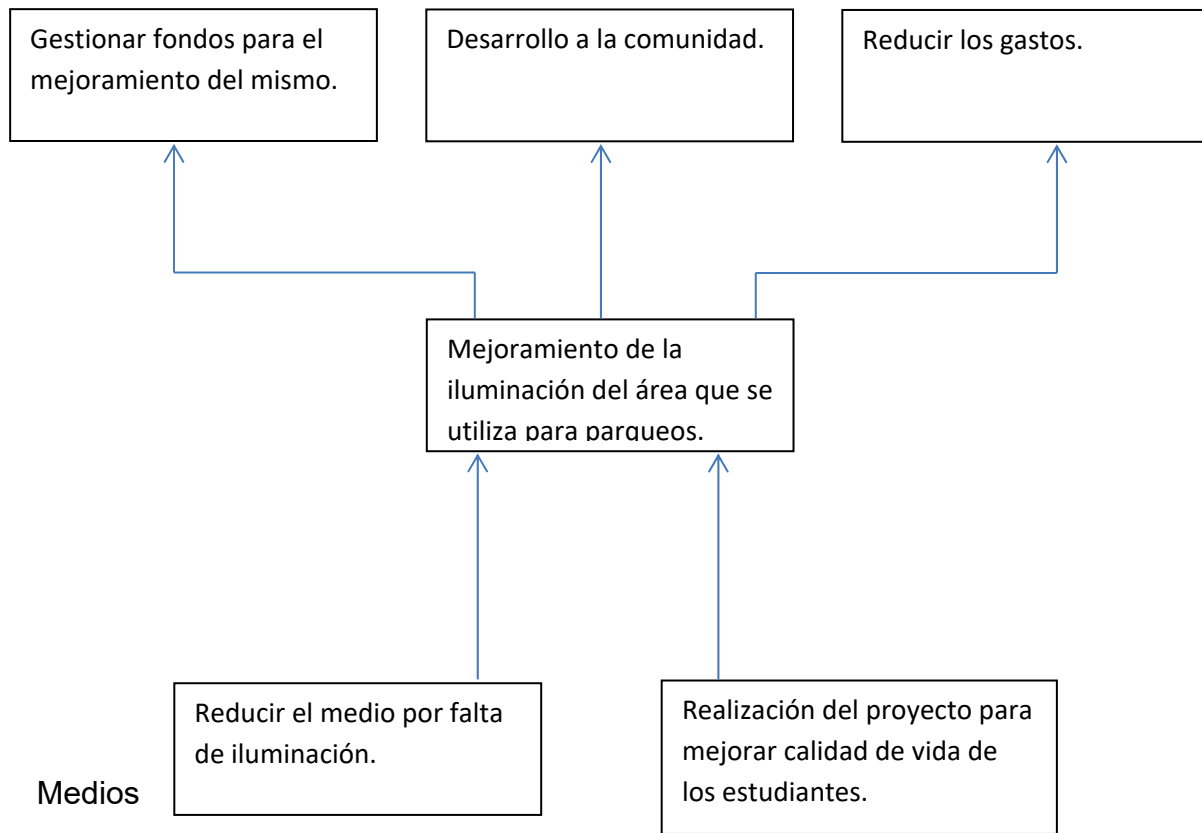 Gestionar fondos para el
mejoramiento del mismo.
Desarrollo a la comunidad.
Reducir los gastos.
Mejoramiento de la
iluminación del área que se
utiliza para parqueos.
Reducir el medio por falta
de iluminación.
Realización del proyecto para
mejorar calidad de vida de
los estudiantes.
Medios